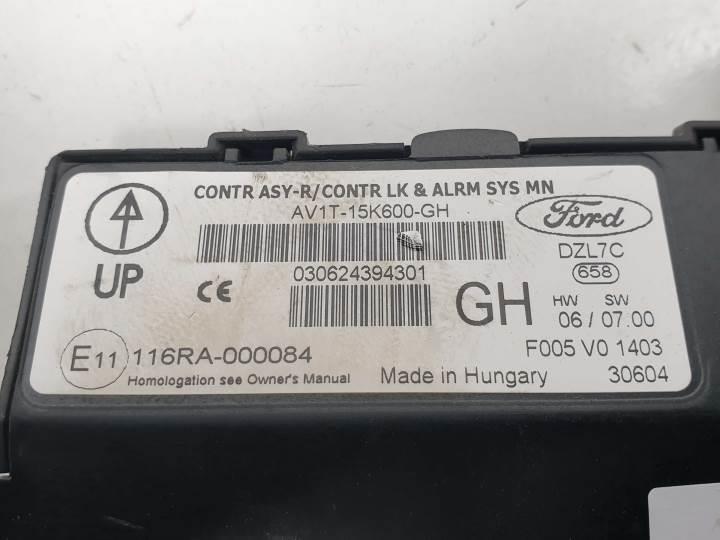 CONTR ASY-R/CONTR LK & ALRM SYS MN
AV1T-15K600-GH
Ford
UP
CE
030624394301
GH
DZL7C
658
HW SW
06 / 07.00
E11 116RA-000084
F005 V0 1403
Homologation see Owner's Manual
Made in Hungary
30604